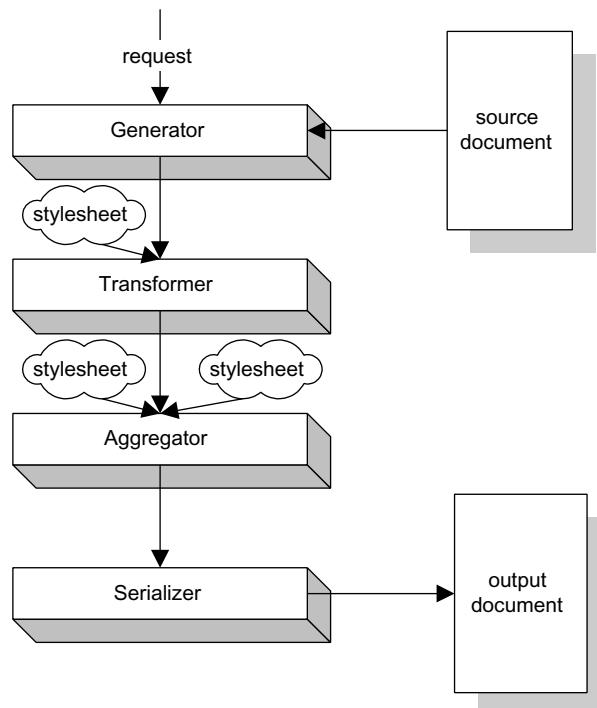 request
Generator
source
document
stylesheet
Transformer
stylesheet
stylesheet
Aggregator
Serializer
output
document